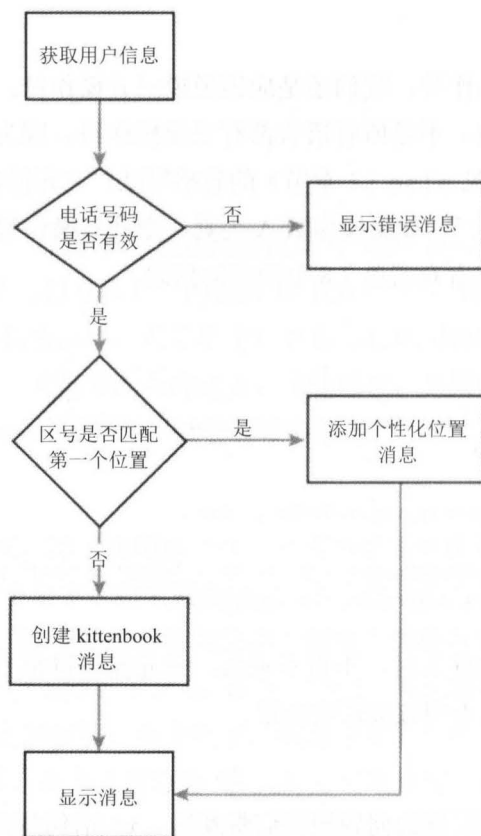 获取用户信息
电话号码
是否有效
否
显示错误消息
是
区号是否匹配
第一个位置
是
添加个性化位置
消息
否
创建 kittenbook
消息
显示消息